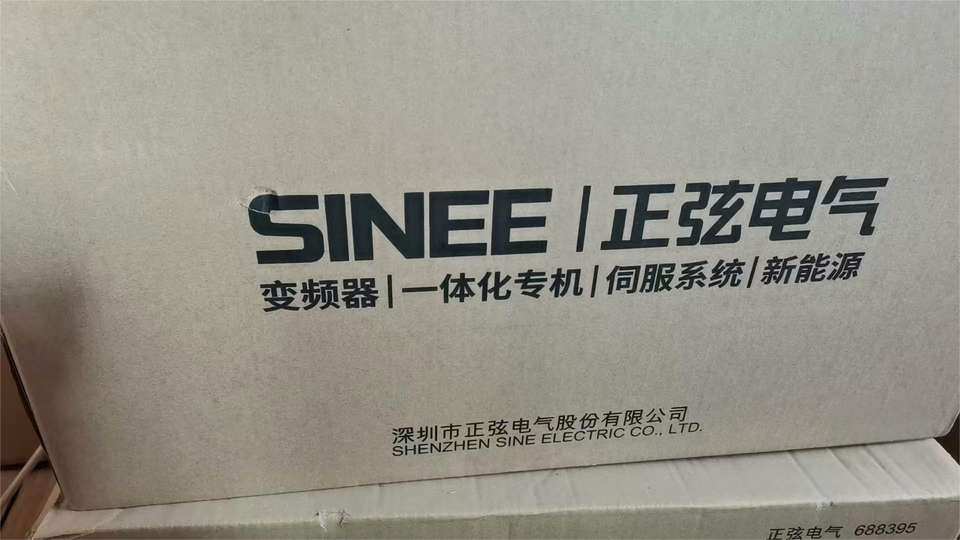 SINEE | 正弦电气
变频器 | 一体化专机 | 伺服系统 | 新能源
深圳市正弦电气股份有限公司
SHENZHEN SINE ELECTRIC CO., LTD.
正弦电气 688395